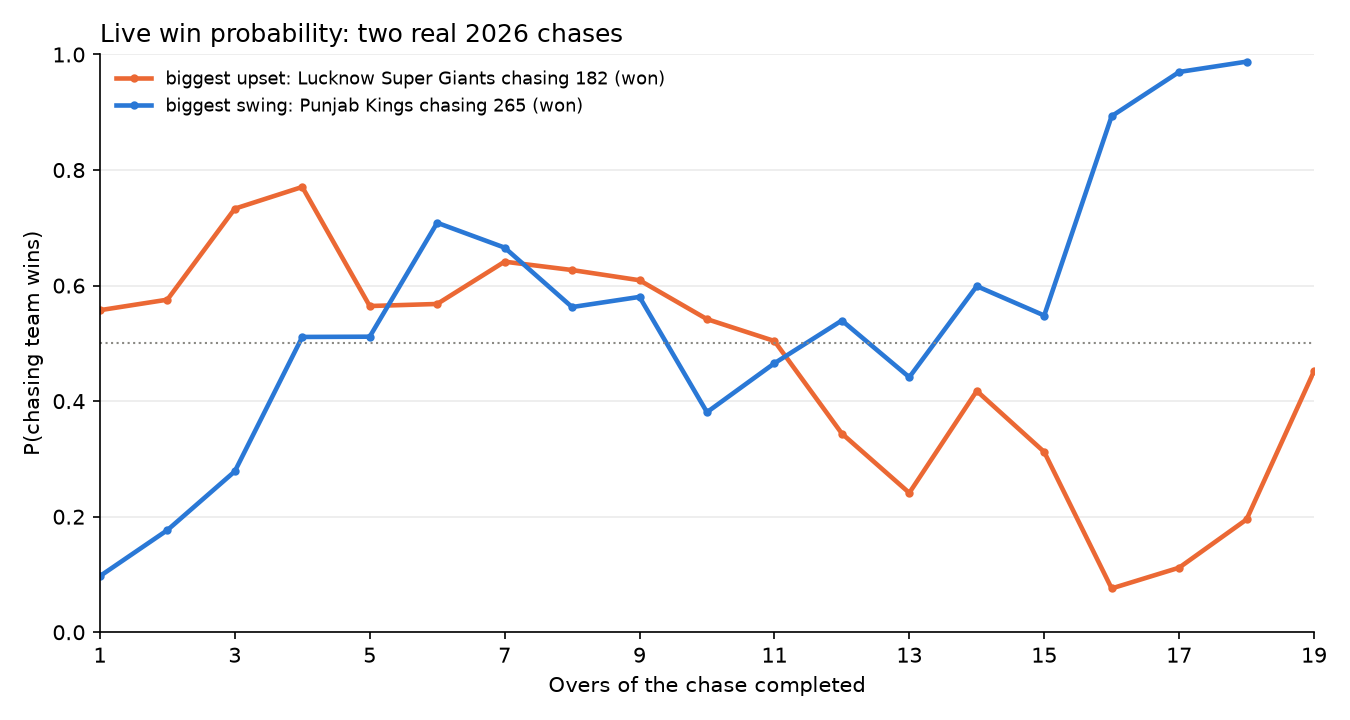 Live win probability: two real 2026 chases
biggest upset: Lucknow Super Giants chasing 182 (won)
biggest swing: Punjab Kings chasing 265 (won)
P(chasing team wins)
1.0
0.8
0.6
0.4
0.2
0.0
1 3 5 7 9 11 13 15 17 19
Overs of the chase completed